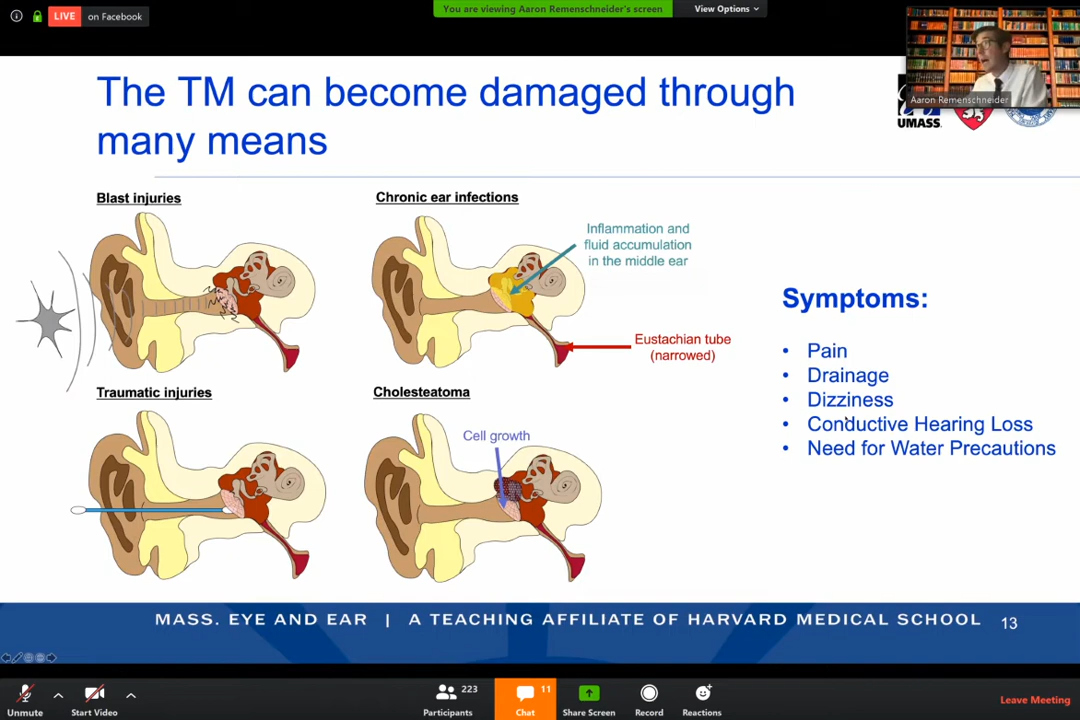 LIVE
on Facebook
You are viewing Aaron Remenschneider's screen
View Options
Aaron Remenschneider
UMASS.
The TM can become damaged through
many means
Blast injuries
Chronic ear infections
Inflammation and
fluid accumulation
in the middle ear
Eustachian tube
(narrowed)
Traumatic injuries
Cholesteatoma
Cell growth
Symptoms:
• Pain
• Drainage
• Dizziness
• Conductive Hearing Loss
• Need for Water Precautions
MASS. EYE AND EAR | A TEACHING AFFILIATE OF HARVARD MEDICAL SCHOOL 13
Unmute
Start Video
223
Participants
11
Chat
Share Screen
Record
Reactions
Leave Meeting